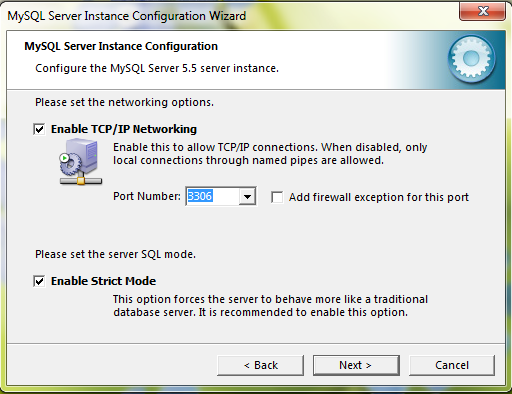 MySQL Server Instance Configuration Wizard
MySQL Server Instance Configuration
Configure the MySQL Server 5.5 server instance.
Please set the networking options.
Enable TCP/IP Networking
Enable this to allow TCP/IP connections. When disabled, only
local connections through named pipes are allowed.
Port Number: 3306 Add firewall exception for this port
Please set the server SQL mode.
Enable Strict Mode
This option forces the server to behave more like a traditional
database server. It is recommended to enable this option.
< Back Next > Cancel